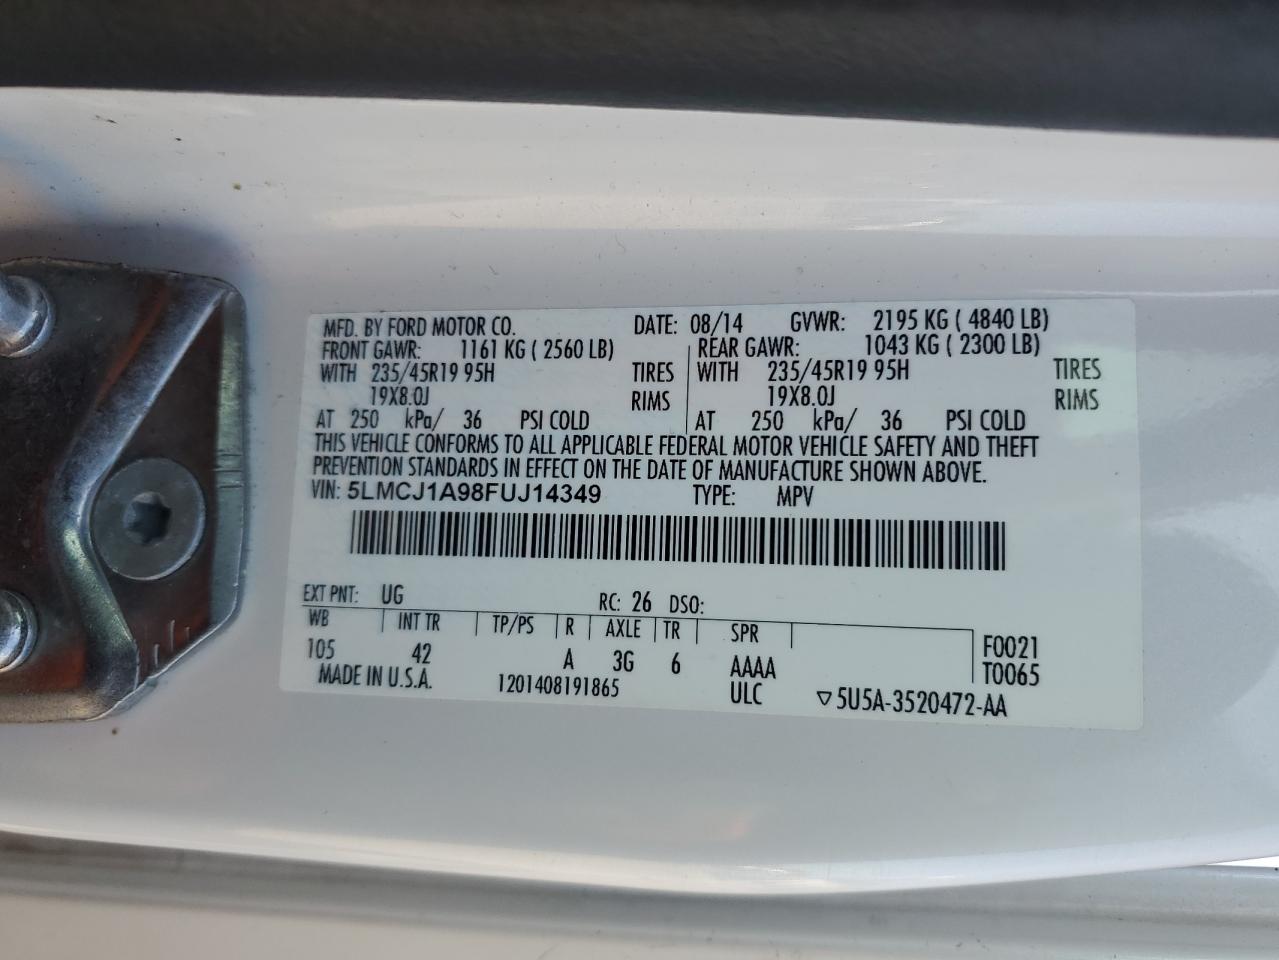 MFD. BY FORD MOTOR CO. DATE: 08/14 GVWR: 2195 KG ( 4840 LB)
FRONT GAWR: 1161 KG ( 2560 LB) REAR GAWR: 1043 KG ( 2300 LB)
WITH 235/45R19 95H TIRES WITH 235/45R19 95H TIRES
19X8.0J RIMS 19X8.0J RIMS
AT 250 kPa/ 36 PSI COLD AT 250 kPa/ 36 PSI COLD
THIS VEHICLE CONFORMS TO ALL APPLICABLE FEDERAL MOTOR VEHICLE SAFETY AND THEFT
PREVENTION STANDARDS IN EFFECT ON THE DATE OF MANUFACTURE SHOWN ABOVE.
VIN: 5LMCJ1A98FUJ14349 TYPE: MPV
EXT PNT: UG RC: 26 DSO:
WB INT TR TP/PS R AXLE TR SPR F0021
105 42 A 3G 6 AAAA T0065
MADE IN U.S.A. 1201408191865 ULC ▽5U5A-3520472-AA